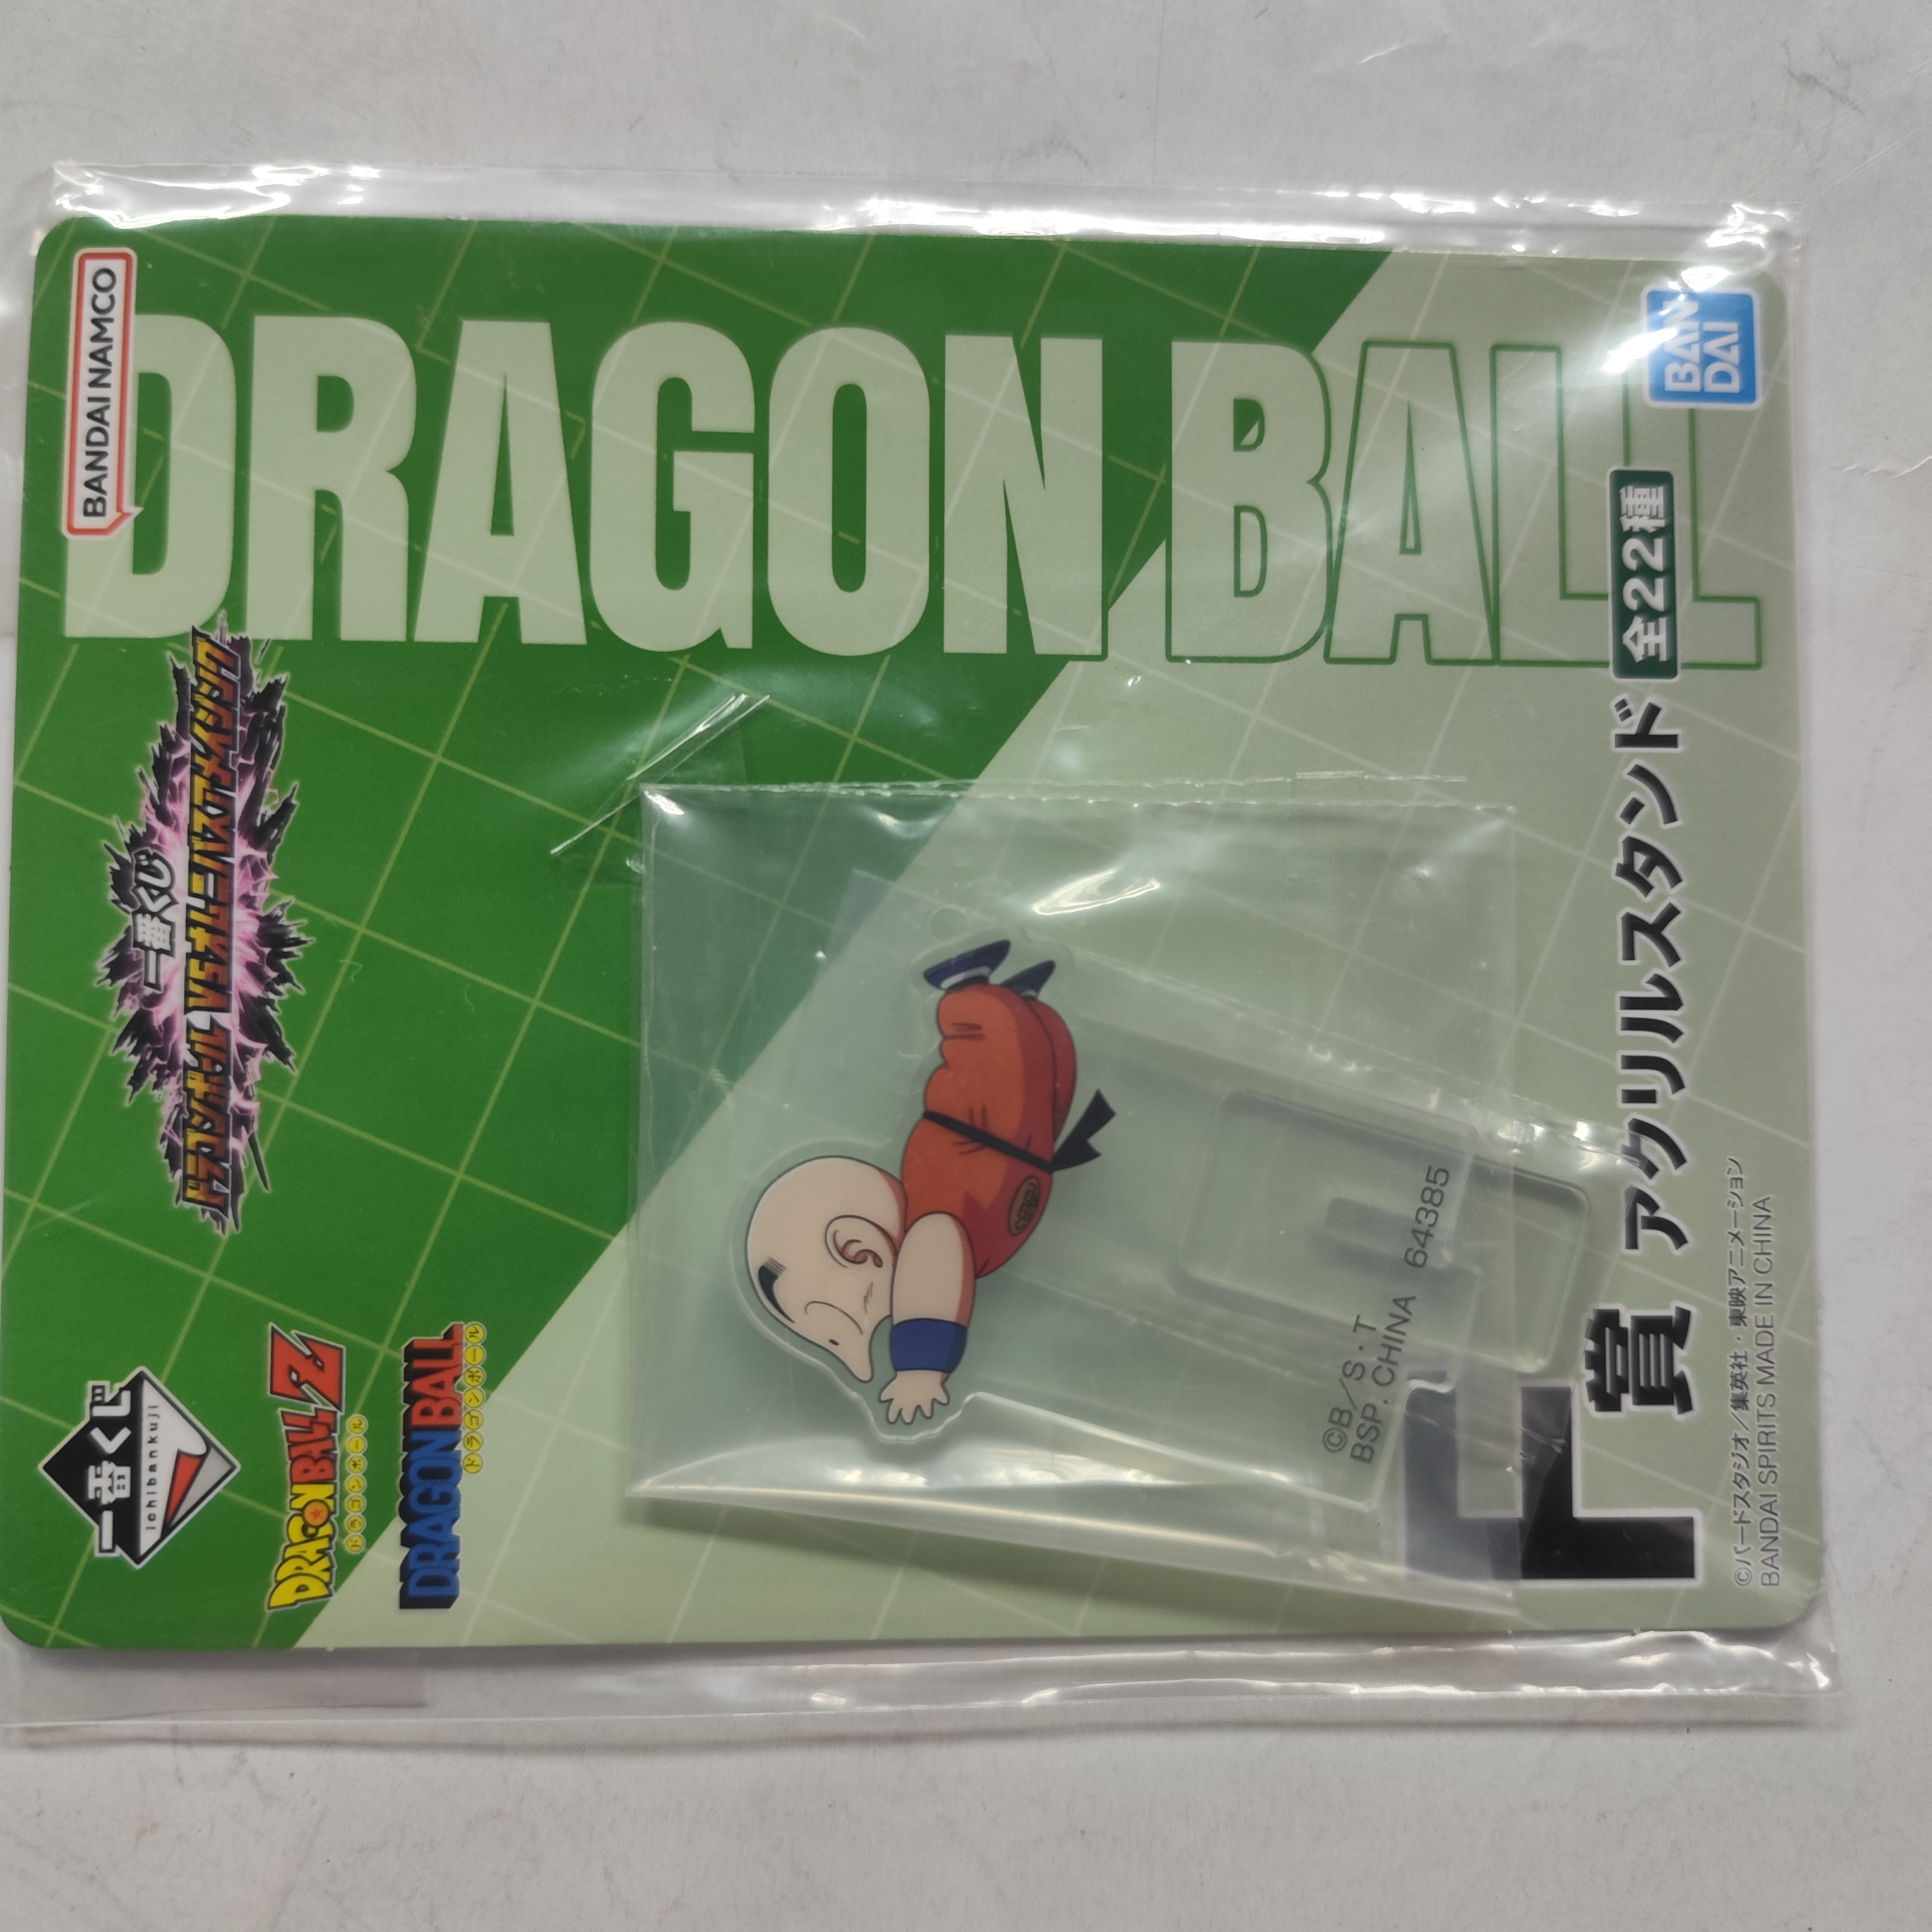 BANDAI NAMCO
DRAGON BALL
BAN
DAI
一番くじ
ドラゴンボール VSオムニバスアメイジング
一番くじ
ichibankuji
DRAGON BALL Z
ドラゴンボール
DRAGON BALL
ドラゴンボール
©B/S・T
BSP. CHINA 64385
F賞 アクリルスタンド 全22種
©バードスタジオ／集英社・東映アニメーション
BANDAI SPIRITS MADE IN CHINA